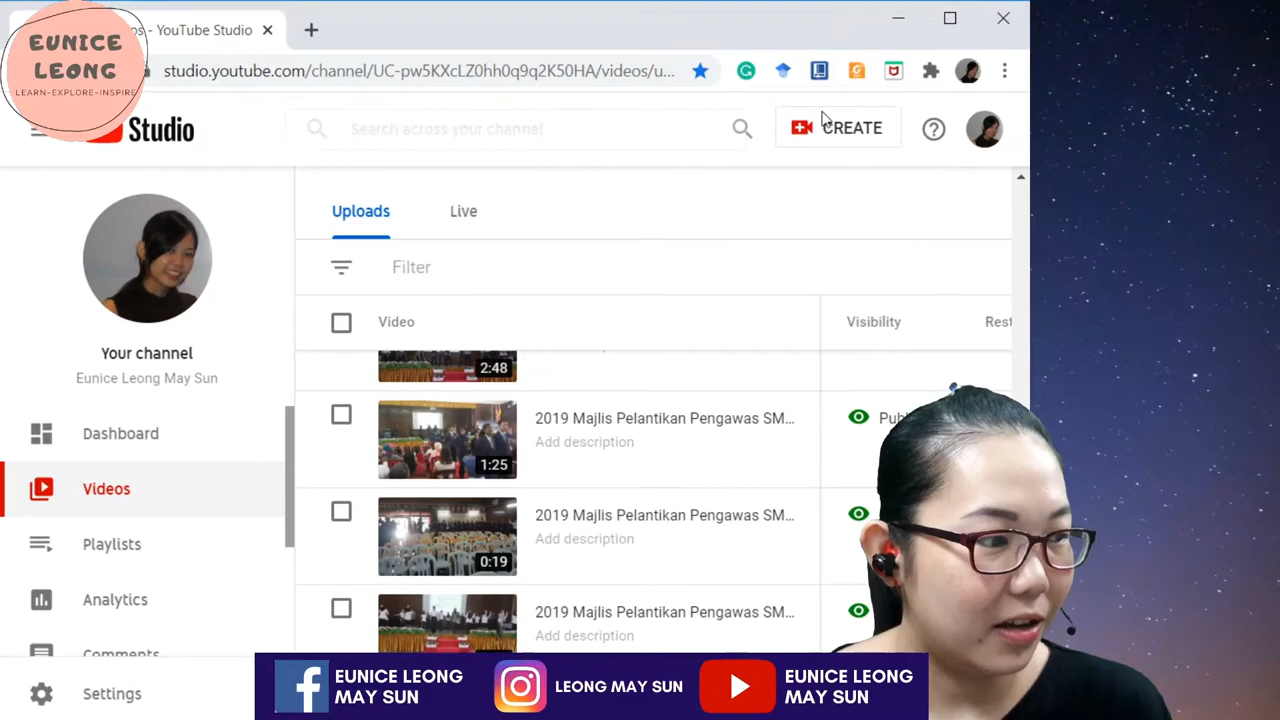 os - YouTube Studio
EUNICE
LEONG
LEARN-EXPLORE-INSPIRE
studio.youtube.com/channel/UC-pw5KXcLZ0hh0q9q2K50HA/videos/u...
Studio
Search across your channel
CREATE
Uploads
Live
Filter
Video
Visibility
Rest
2:48
Your channel
Eunice Leong May Sun
2019 Majlis Pelantikan Pengawas SM...
Add description
Pub
1:25
Dashboard
Videos
2019 Majlis Pelantikan Pengawas SM...
Add description
0:19
Playlists
Analytics
2019 Majlis Pelantikan Pengawas SM...
Add description
Comments
Settings
EUNICE LEONG
MAY SUN
LEONG MAY SUN
EUNICE LEONG
MAY SUN